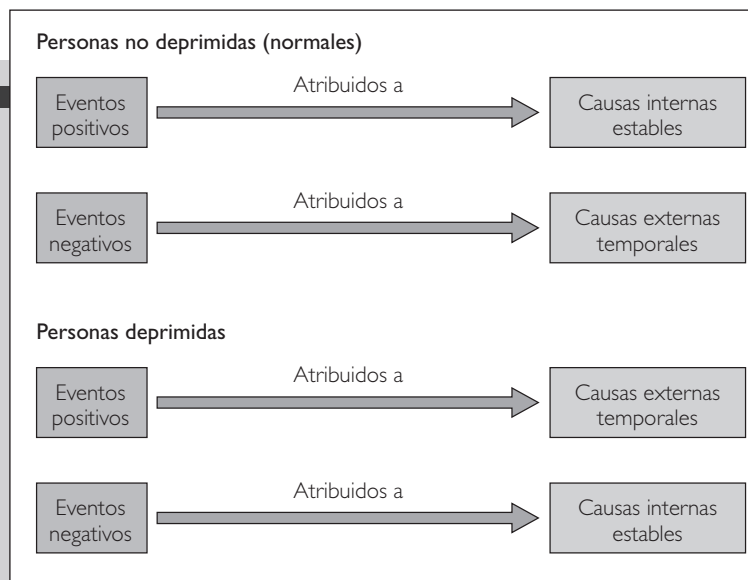 Personas no deprimidas (normales)
Atribuidos a
Eventos
positivos
Causas internas
estables
Atribuidos a
Eventos
negativos
Causas externas
temporales
Personas deprimidas
Atribuidos a
Eventos
positivos
Causas externas
temporales
Atribuidos a
Eventos
negativos
Causas internas
estables